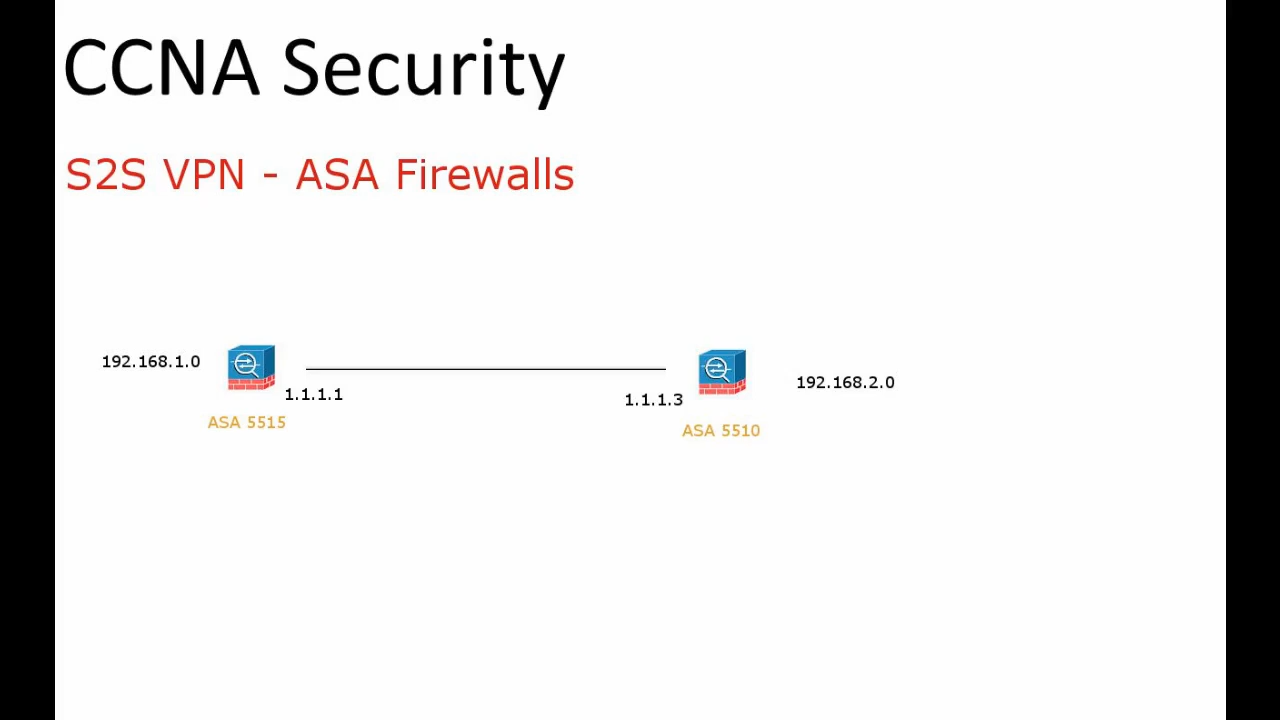 CCNA Security
S2S VPN - ASA Firewalls
192.168.1.0
1.1.1.1
ASA 5515
1.1.1.3
192.168.2.0
ASA 5510